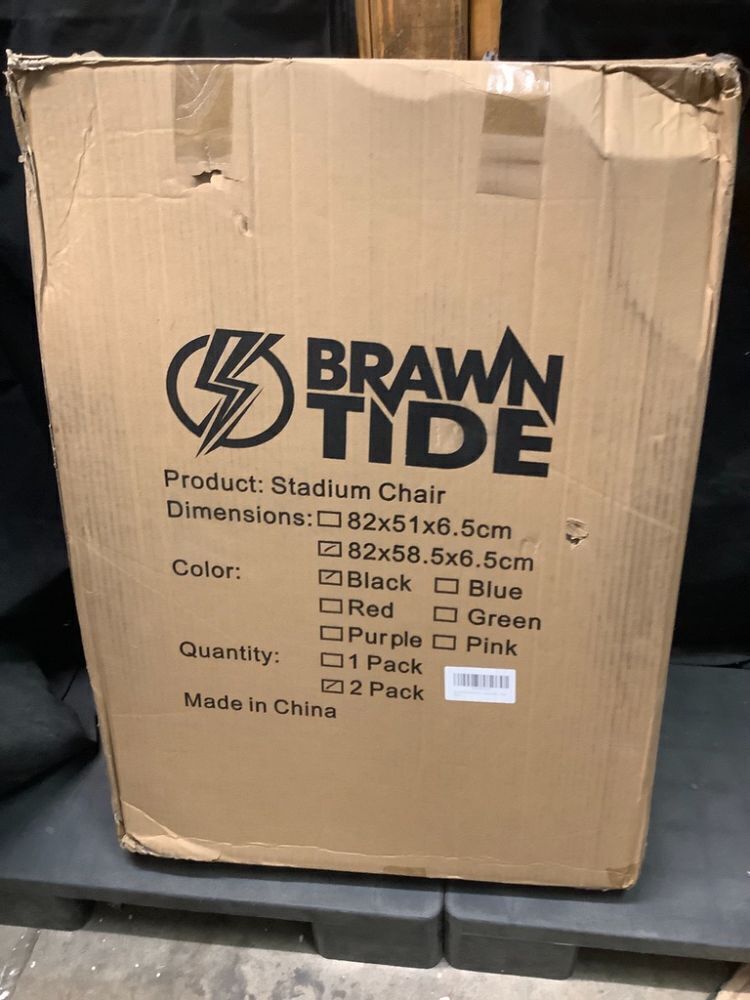 BRAWN
TIDE
Product: Stadium Chair
Dimensions: 82x51x6.5cm
82x58.5x6.5cm
Color: Black Blue
Red Green
Purple Pink
Quantity: 1 Pack
2 Pack
Made in China